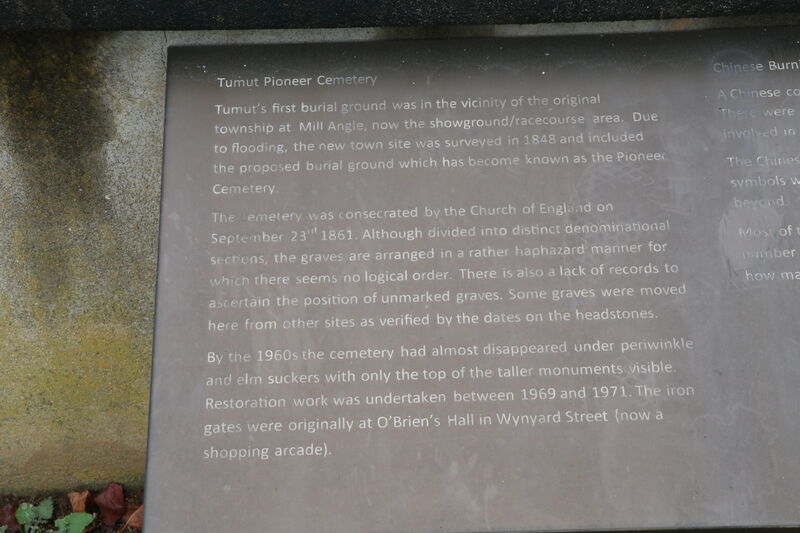 Tumut Pioneer Cemetery
Tumut's first burial ground was in the vicinity of the original
township at Mill Angle, now the showground/racecourse area. Due
to flooding, the new town site was surveyed in 1848 and included
the proposed burial ground which has become known as the Pioneer
Cemetery.
The cemetery was consecrated by the Church of England on
September 23rd 1861. Although divided into distinct denominational
sections, the graves are arranged in a rather haphazard manner for
which there seems no logical order. There is also a lack of records to
ascertain the position of unmarked graves. Some graves were moved
here from other sites as verified by the dates on the headstones.
By the 1960s the cemetery had almost disappeared under periwinkle
and elm suckers with only the top of the taller monuments visible.
Restoration work was undertaken between 1969 and 1971. The iron
gates were originally at O'Brien's Hall in Wynyard Street (now a
shopping arcade).
Chinese Burn
A Chinese co
There were
involved in
The Chines
symbols w
beyond.
Most of t
number
how ma